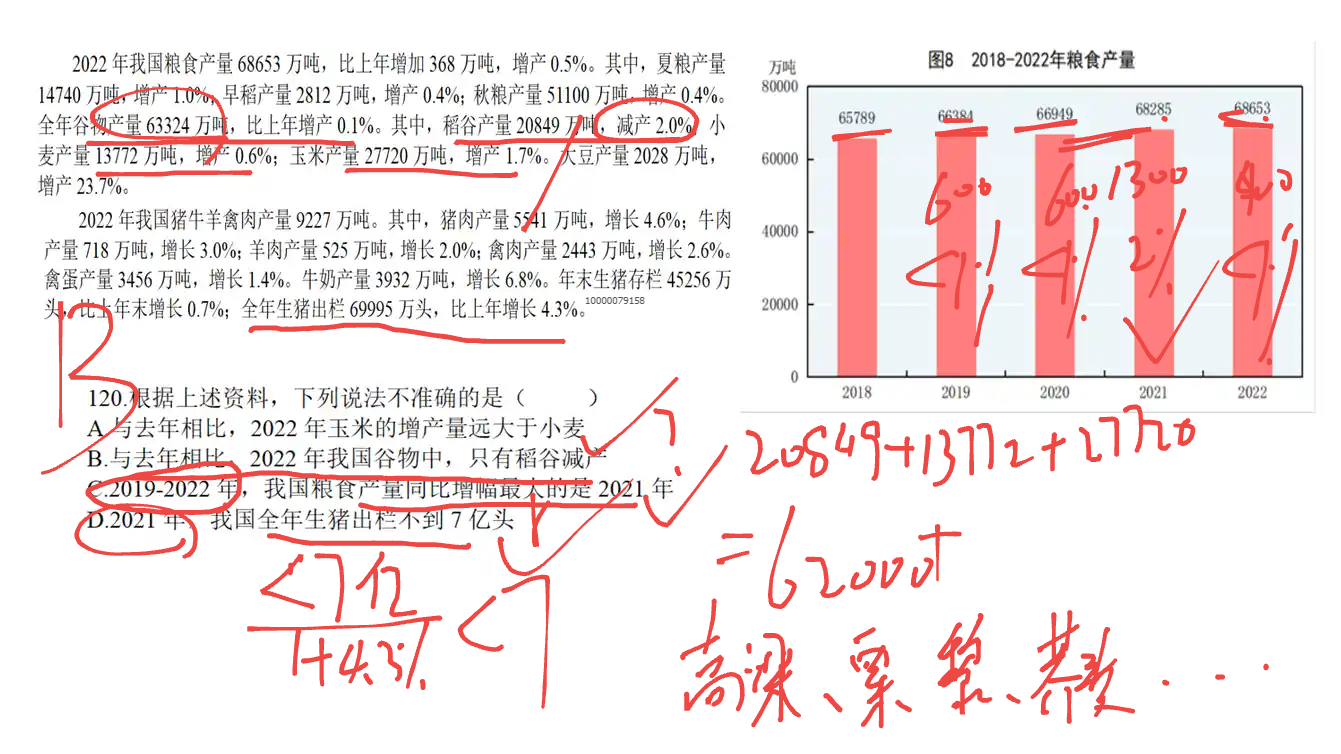 2022 年我国粮食产量 68653 万吨，比上年增加 368 万吨，增产 0.5%。其中，夏粮产量
14740 万吨，增产 1.0%；早稻产量 2812 万吨，增产 0.4%；秋粮产量 51100 万吨，增产 0.4%。
全年谷物产量 63324 万吨，比上年增产 0.1%。其中，稻谷产量 20849 万吨，减产 2.0%；小
麦产量 13772 万吨，增产 0.6%；玉米产量 27720 万吨，增产 1.7%。大豆产量 2028 万吨，
增产 23.7%。
2022 年我国猪牛羊禽肉产量 9227 万吨。其中，猪肉产量 5541 万吨，增长 4.6%；牛肉
产量 718 万吨，增长 3.0%；羊肉产量 525 万吨，增长 2.0%；禽肉产量 2443 万吨，增长 2.6%。
禽蛋产量 3456 万吨，增长 1.4%。牛奶产量 3932 万吨，增长 6.8%。年末生猪存栏 45256 万
头，比上年末增长 0.7%；全年生猪出栏 69995 万头，比上年增长 4.3%。
10000079158
B
120.根据上述资料，下列说法不准确的是（ ）
A.与去年相比，2022 年玉米的增产量远大于小麦
B.与去年相比，2022 年我国谷物中，只有稻谷减产
C.2019-2022 年，我国粮食产量同比增幅最大的是 2021 年
D.2021 年，我国全年生猪出栏不到 7 亿头
<7亿
1+4.3%
<7
图8 2018-2022年粮食产量
万吨
80000
65789 66384 66949 68285 68653
60000
40000
20000
0
2018 2019 2020 2021 2022
600 600 1300 400
<1% <1% 2% <1%
20849+13772+27720
=62000+
高粱、粟、黎、荞麦……